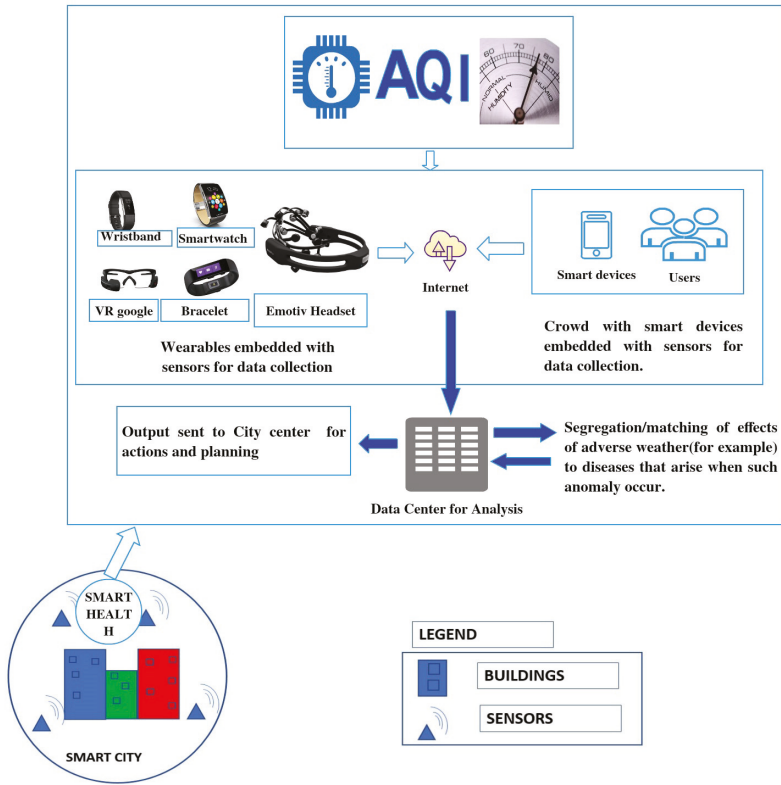 AQI
60 70 80
NORMAL HUMID
HUMIDITY
Wristband
Smartwatch
VR google
Bracelet
Emotiv Headset
Wearables embedded with
sensors for data collection
Internet
Smart devices
Users
Crowd with smart devices
embedded with sensors for
data collection.
Output sent to City center for
actions and planning
Data Center for Analysis
Segregation/matching of effects
of adverse weather(for example)
to diseases that arise when such
anomaly occur.
SMART
HEALT
H
SMART CITY
LEGEND
BUILDINGS
SENSORS